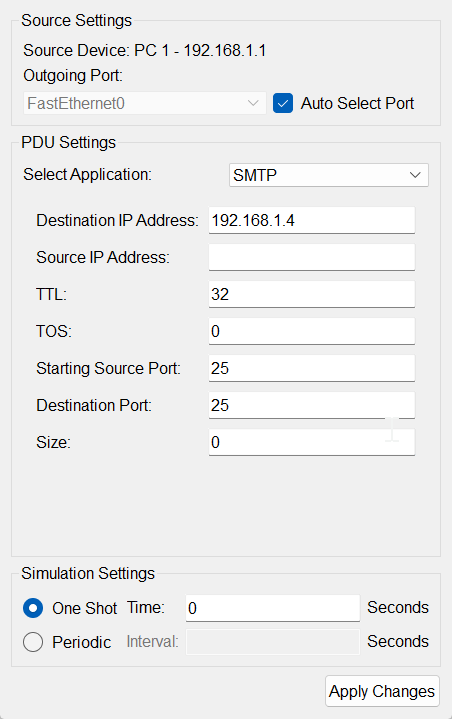 Source Settings
Source Device: PC 1 - 192.168.1.1
Outgoing Port:
FastEthernet0 Auto Select Port
PDU Settings
Select Application: SMTP
Destination IP Address: 192.168.1.4
Source IP Address:
TTL: 32
TOS: 0
Starting Source Port: 25
Destination Port: 25
Size: 0
Simulation Settings
One Shot Time: 0 Seconds
Periodic Interval: Seconds
Apply Changes